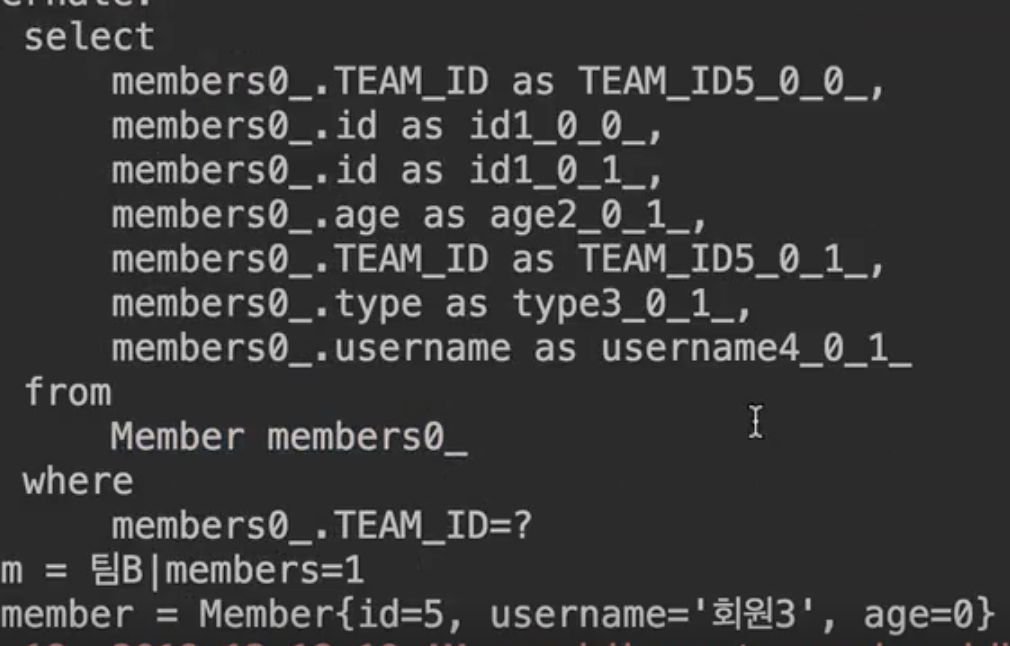 select
members0_.TEAM_ID as TEAM_ID5_0_0_,
members0_.id as id1_0_0_,
members0_.id as id1_0_1_,
members0_.age as age2_0_1_,
members0_.TEAM_ID as TEAM_ID5_0_1_,
members0_.type as type3_0_1_,
members0_.username as username4_0_1_
from
Member members0_
where
members0_.TEAM_ID=?
m = 팀B|members=1
member = Member{id=5, username='회원3', age=0}